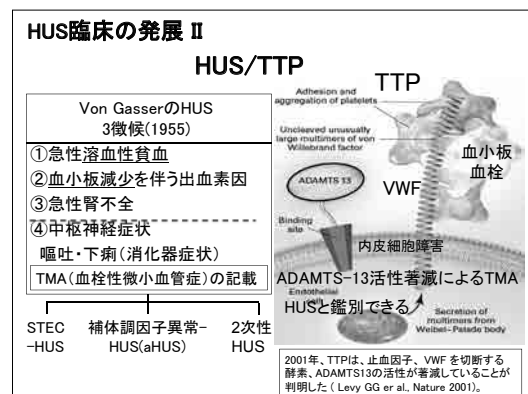 HUS臨床の発展 Ⅱ
HUS/TTP
Von GasserのHUS
3徴候(1955)
①急性溶血性貧血
②血小板減少を伴う出血素因
③急性腎不全
④中枢神経症状
嘔吐・下痢(消化器症状)
TMA(血栓性微小血管症)の記載
STEC
-HUS
補体調因子異常-
HUS(aHUS)
2次性
HUS
TTP
Adhesion and
aggregation of platelets
Uncleaved unusually
large multimers of von
Willebrand factor
血小板
血栓
ADAMTS 13
VWF
Binding
site
内皮細胞障害
ADAMTS-13活性著減によるTMA
HUSと鑑別できる
Endothelial
cell
Secretion of
multimers from
Weibel-Palade body
2001年、TTPは、止血因子、VWF を切断する
酵素、ADAMTS13の活性が著減していることが
判明した ( Levy GG er al., Nature 2001)。